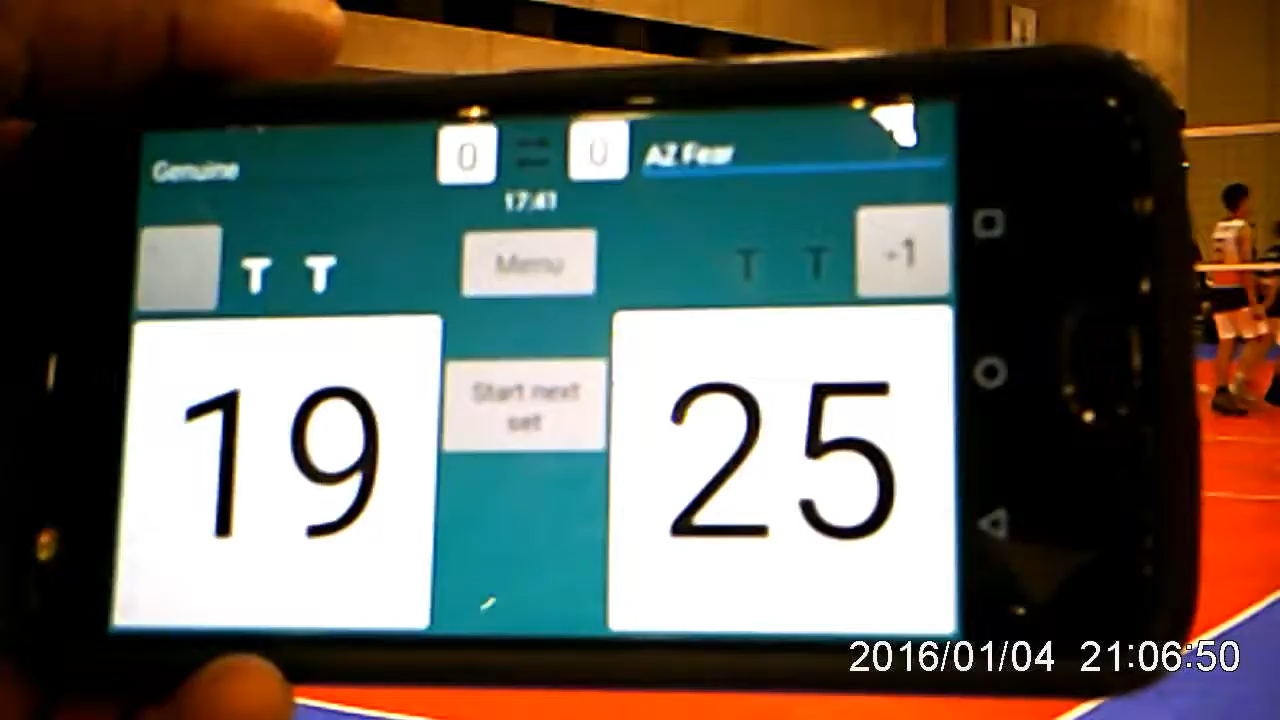 Genuine 0 0 AZ Fear
17:41
T T Menu T T -1
19 Start next 25
set
2016/01/04 21:06:50